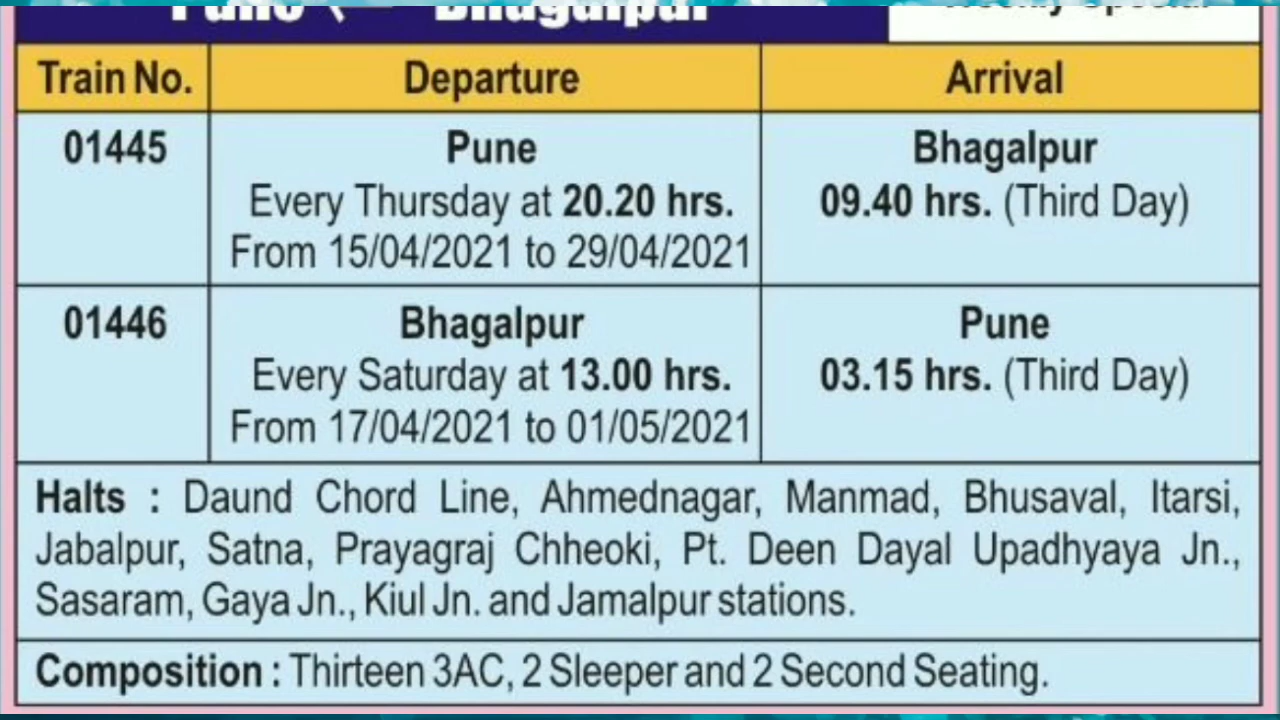 Pune Bhagalpur Weekly Special
Train No. Departure Arrival
01445 Pune Bhagalpur
Every Thursday at 20.20 hrs. 09.40 hrs. (Third Day)
From 15/04/2021 to 29/04/2021
01446 Bhagalpur Pune
Every Saturday at 13.00 hrs. 03.15 hrs. (Third Day)
From 17/04/2021 to 01/05/2021
Halts : Daund Chord Line, Ahmednagar, Manmad, Bhusaval, Itarsi,
Jabalpur, Satna, Prayagraj Chheoki, Pt. Deen Dayal Upadhyaya Jn.,
Sasaram, Gaya Jn., Kiul Jn. and Jamalpur stations.
Composition : Thirteen 3AC, 2 Sleeper and 2 Second Seating.